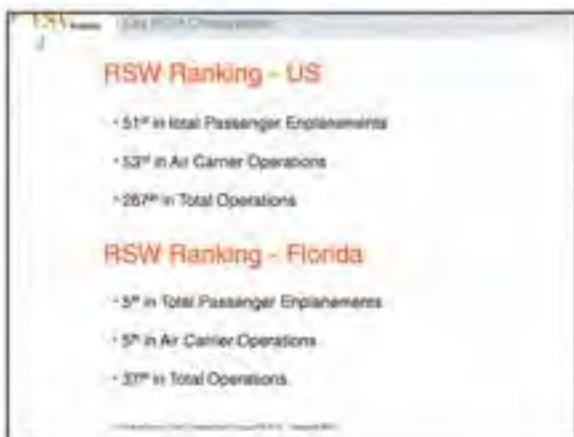 RSW Ranking - US
• 51st in total Passenger Enplanements
• 53rd in Air Carrier Operations
• 267th in Total Operations
RSW Ranking - Florida
• 5th in Total Passenger Enplanements
• 5th in Air Carrier Operations
• 37th in Total Operations